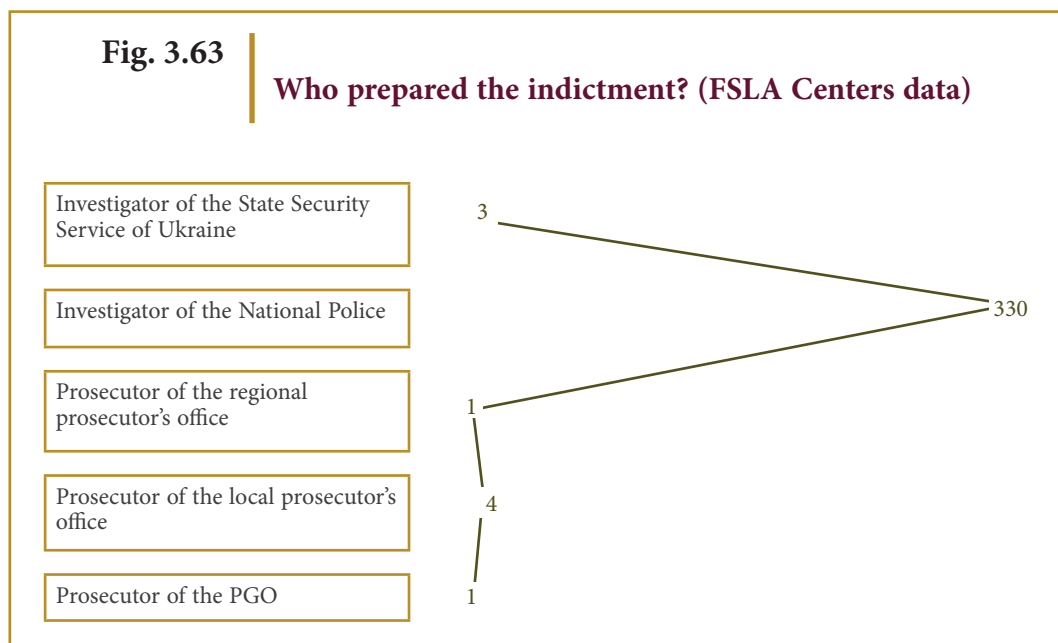 Fig. 3.63
Who prepared the indictment? (FSLA Centers data)
Investigator of the State Security
Service of Ukraine
3
Investigator of the National Police
330
Prosecutor of the regional
prosecutor's office
1
Prosecutor of the local prosecutor's
office
4
Prosecutor of the PGO
1